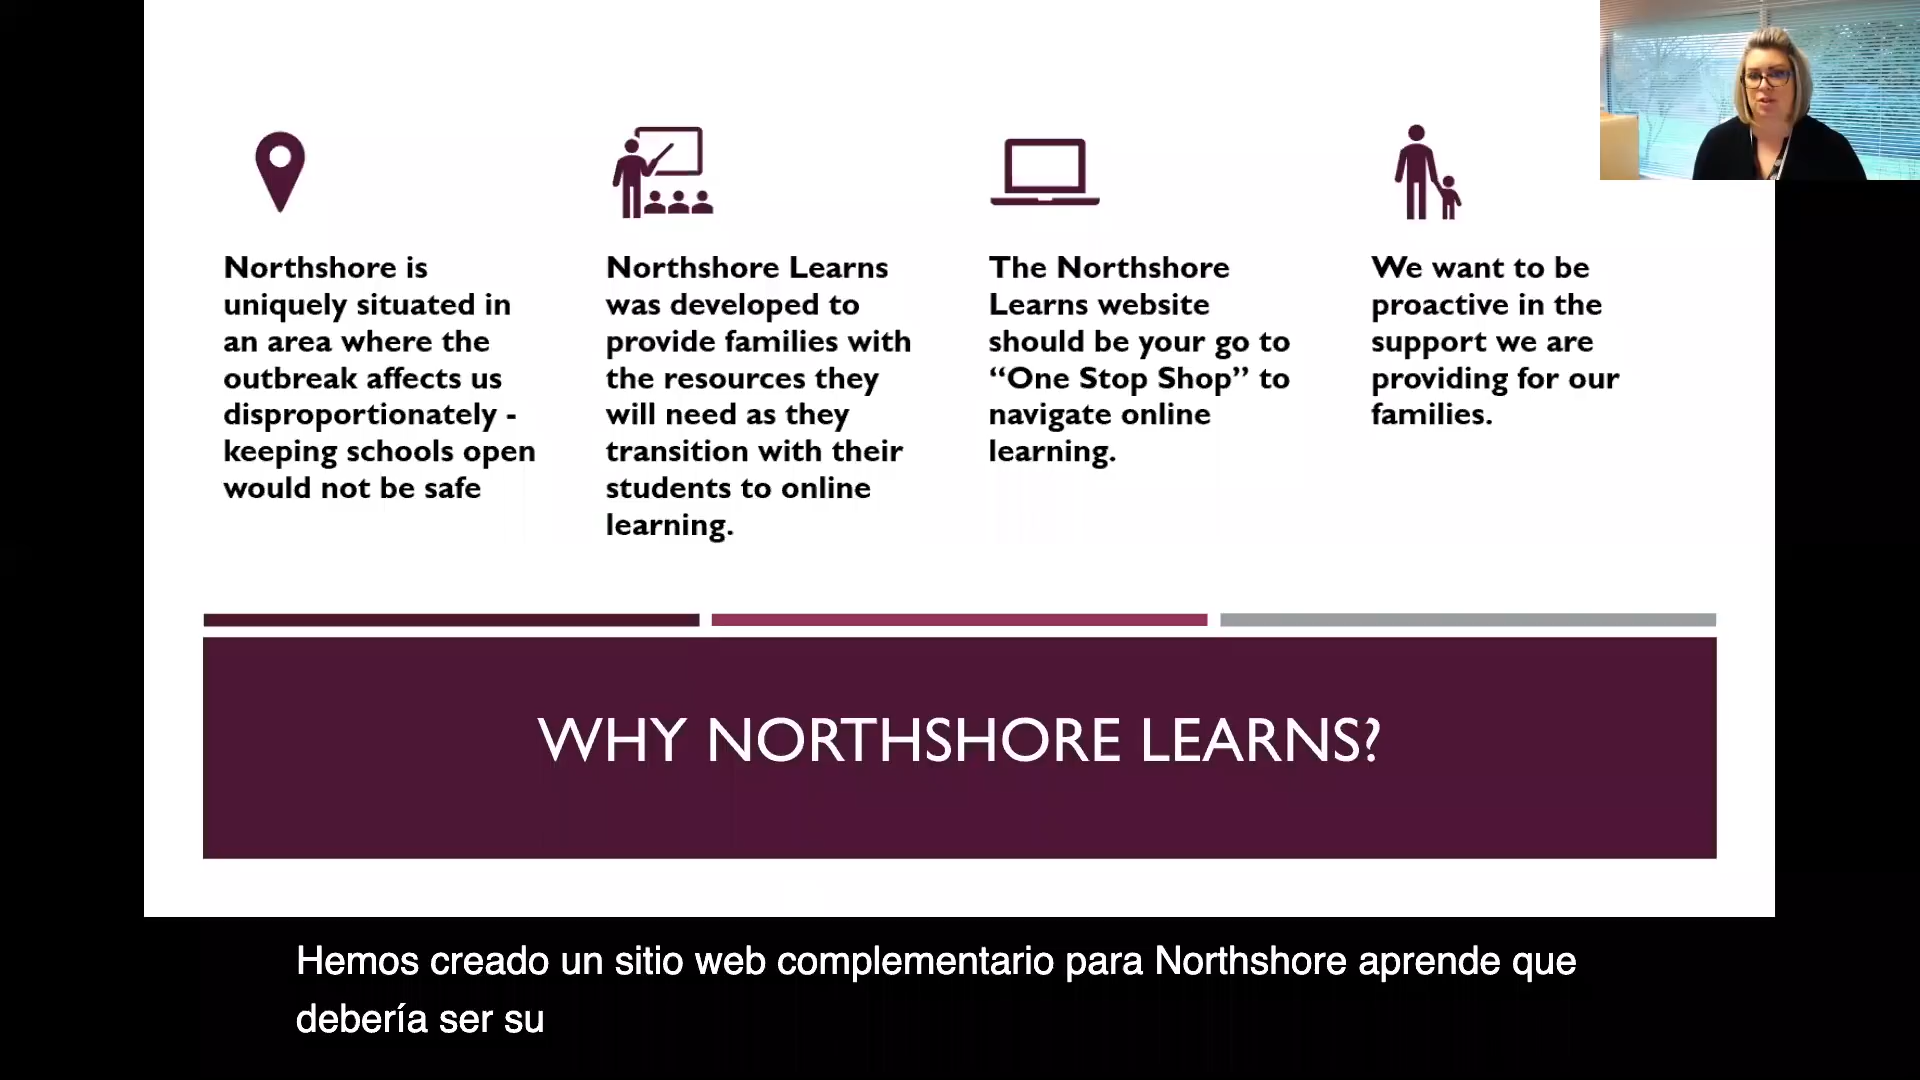 Northshore is
uniquely situated in
an area where the
outbreak affects us
disproportionately -
keeping schools open
would not be safe
Northshore Learns
was developed to
provide families with
the resources they
will need as they
transition with their
students to online
learning.
The Northshore
Learns website
should be your go to
“One Stop Shop” to
navigate online
learning.
We want to be
proactive in the
support we are
providing for our
families.
WHY NORTHSHORE LEARNS?
Hemos creado un sitio web complementario para Northshore aprende que
debería ser su